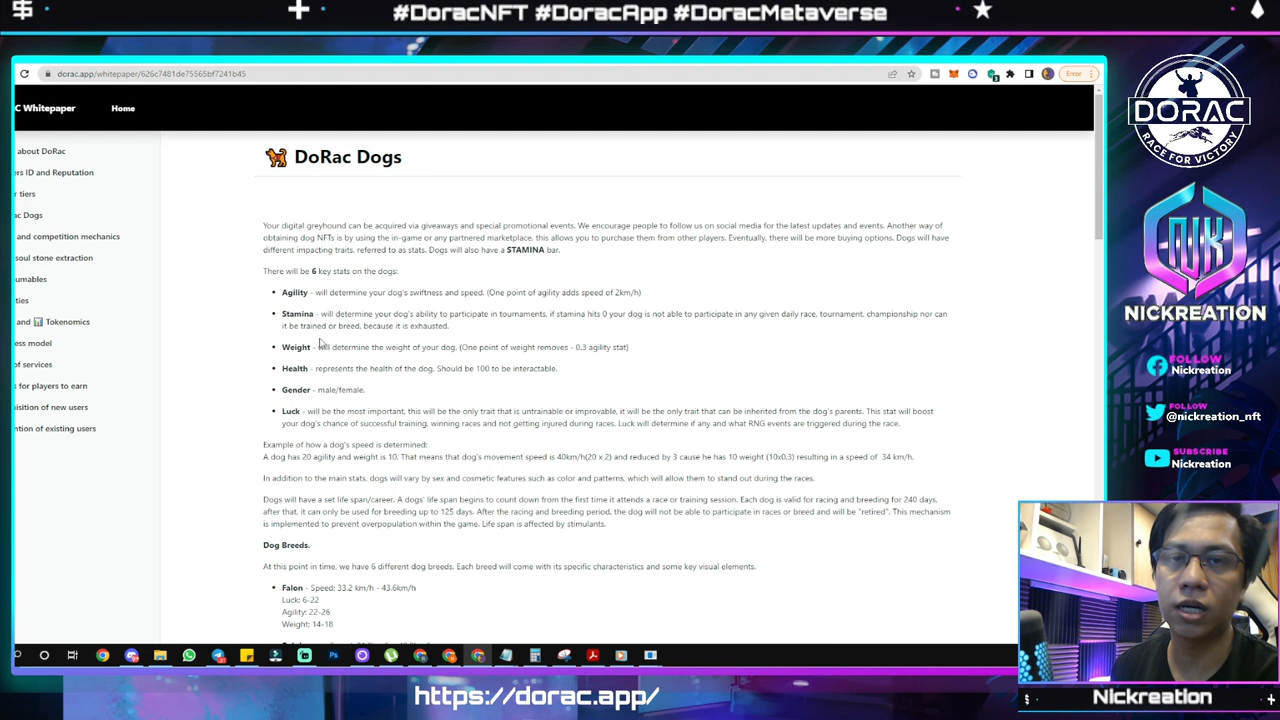 #DoracNFT #DoracApp #DoracMetaverse
dorac.app/whitepaper/626c7481de75565bf7241b45
Error
C Whitepaper
Home
about DoRac
ers ID and Reputation
r tiers
ac Dogs
and competition mechanics
soul stone extraction
umables
ties
and 📊 Tokenomics
ess model
of services
s for players to earn
uisition of new users
ention of existing users
DoRac Dogs
Your digital greyhound can be acquired via giveaways and special promotional events. We encourage people to follow us on social media for the latest updates and events. Another way of
obtaining dog NFTs is by using the in-game or any partnered marketplace, this allows you to purchase them from other players. Eventually, there will be more buying options. Dogs will have
different impacting traits, referred to as stats. Dogs will also have a STAMINA bar.
There will be 6 key stats on the dogs:
• Agility - will determine your dog's swiftness and speed. (One point of agility adds speed of 2km/h)
• Stamina - will determine your dog's ability to participate in tournaments, if stamina hits 0 your dog is not able to participate in any given daily race, tournament, championship nor can
it be trained or breed, because it is exhausted.
• Weight - will determine the weight of your dog. (One point of weight removes - 0.3 agility stat)
• Health - represents the health of the dog. Should be 100 to be interactable.
• Gender - male/female.
• Luck - will be the most important, this will be the only trait that is untrainable or improvable, it will be the only trait that can be inherited from the dog's parents. This stat will boost
your dog's chance of successful training, winning races and not getting injured during races. Luck will determine if any and what RNG events are triggered during the race.
Example of how a dog's speed is determined:
A dog has 20 agility and weight is 10. That means that dog's movement speed is 40km/h(20 x 2) and reduced by 3 cause he has 10 weight (10x0,3) resulting in a speed of 34 km/h.
In addition to the main stats, dogs will vary by sex and cosmetic features such as color and patterns, which will allow them to stand out during the races.
Dogs will have a set life span/career. A dogs' life span begins to count down from the first time it attends a race or training session. Each dog is valid for racing and breeding for 240 days,
after that, it can only be used for breeding up to 125 days. After the racing and breeding period, the dog will not be able to participate in races or breed and will be "retired". This mechanism
is implemented to prevent overpopulation within the game. Life span is affected by stimulants.
Dog Breeds.
At this point in time, we have 6 different dog breeds. Each breed will come with its specific characteristics and some key visual elements.
• Falon - Speed: 33.2 km/h - 43.6km/h
Luck: 6-22
Agility: 22-26
Weight: 14-18
DORAC
RACE FOR VICTORY
NICKREATION
FOLLOW
Nickreation
FOLLOW
@nickreation_nft
SUBSCRIBE
Nickreation
Nickreation
https://dorac.app/